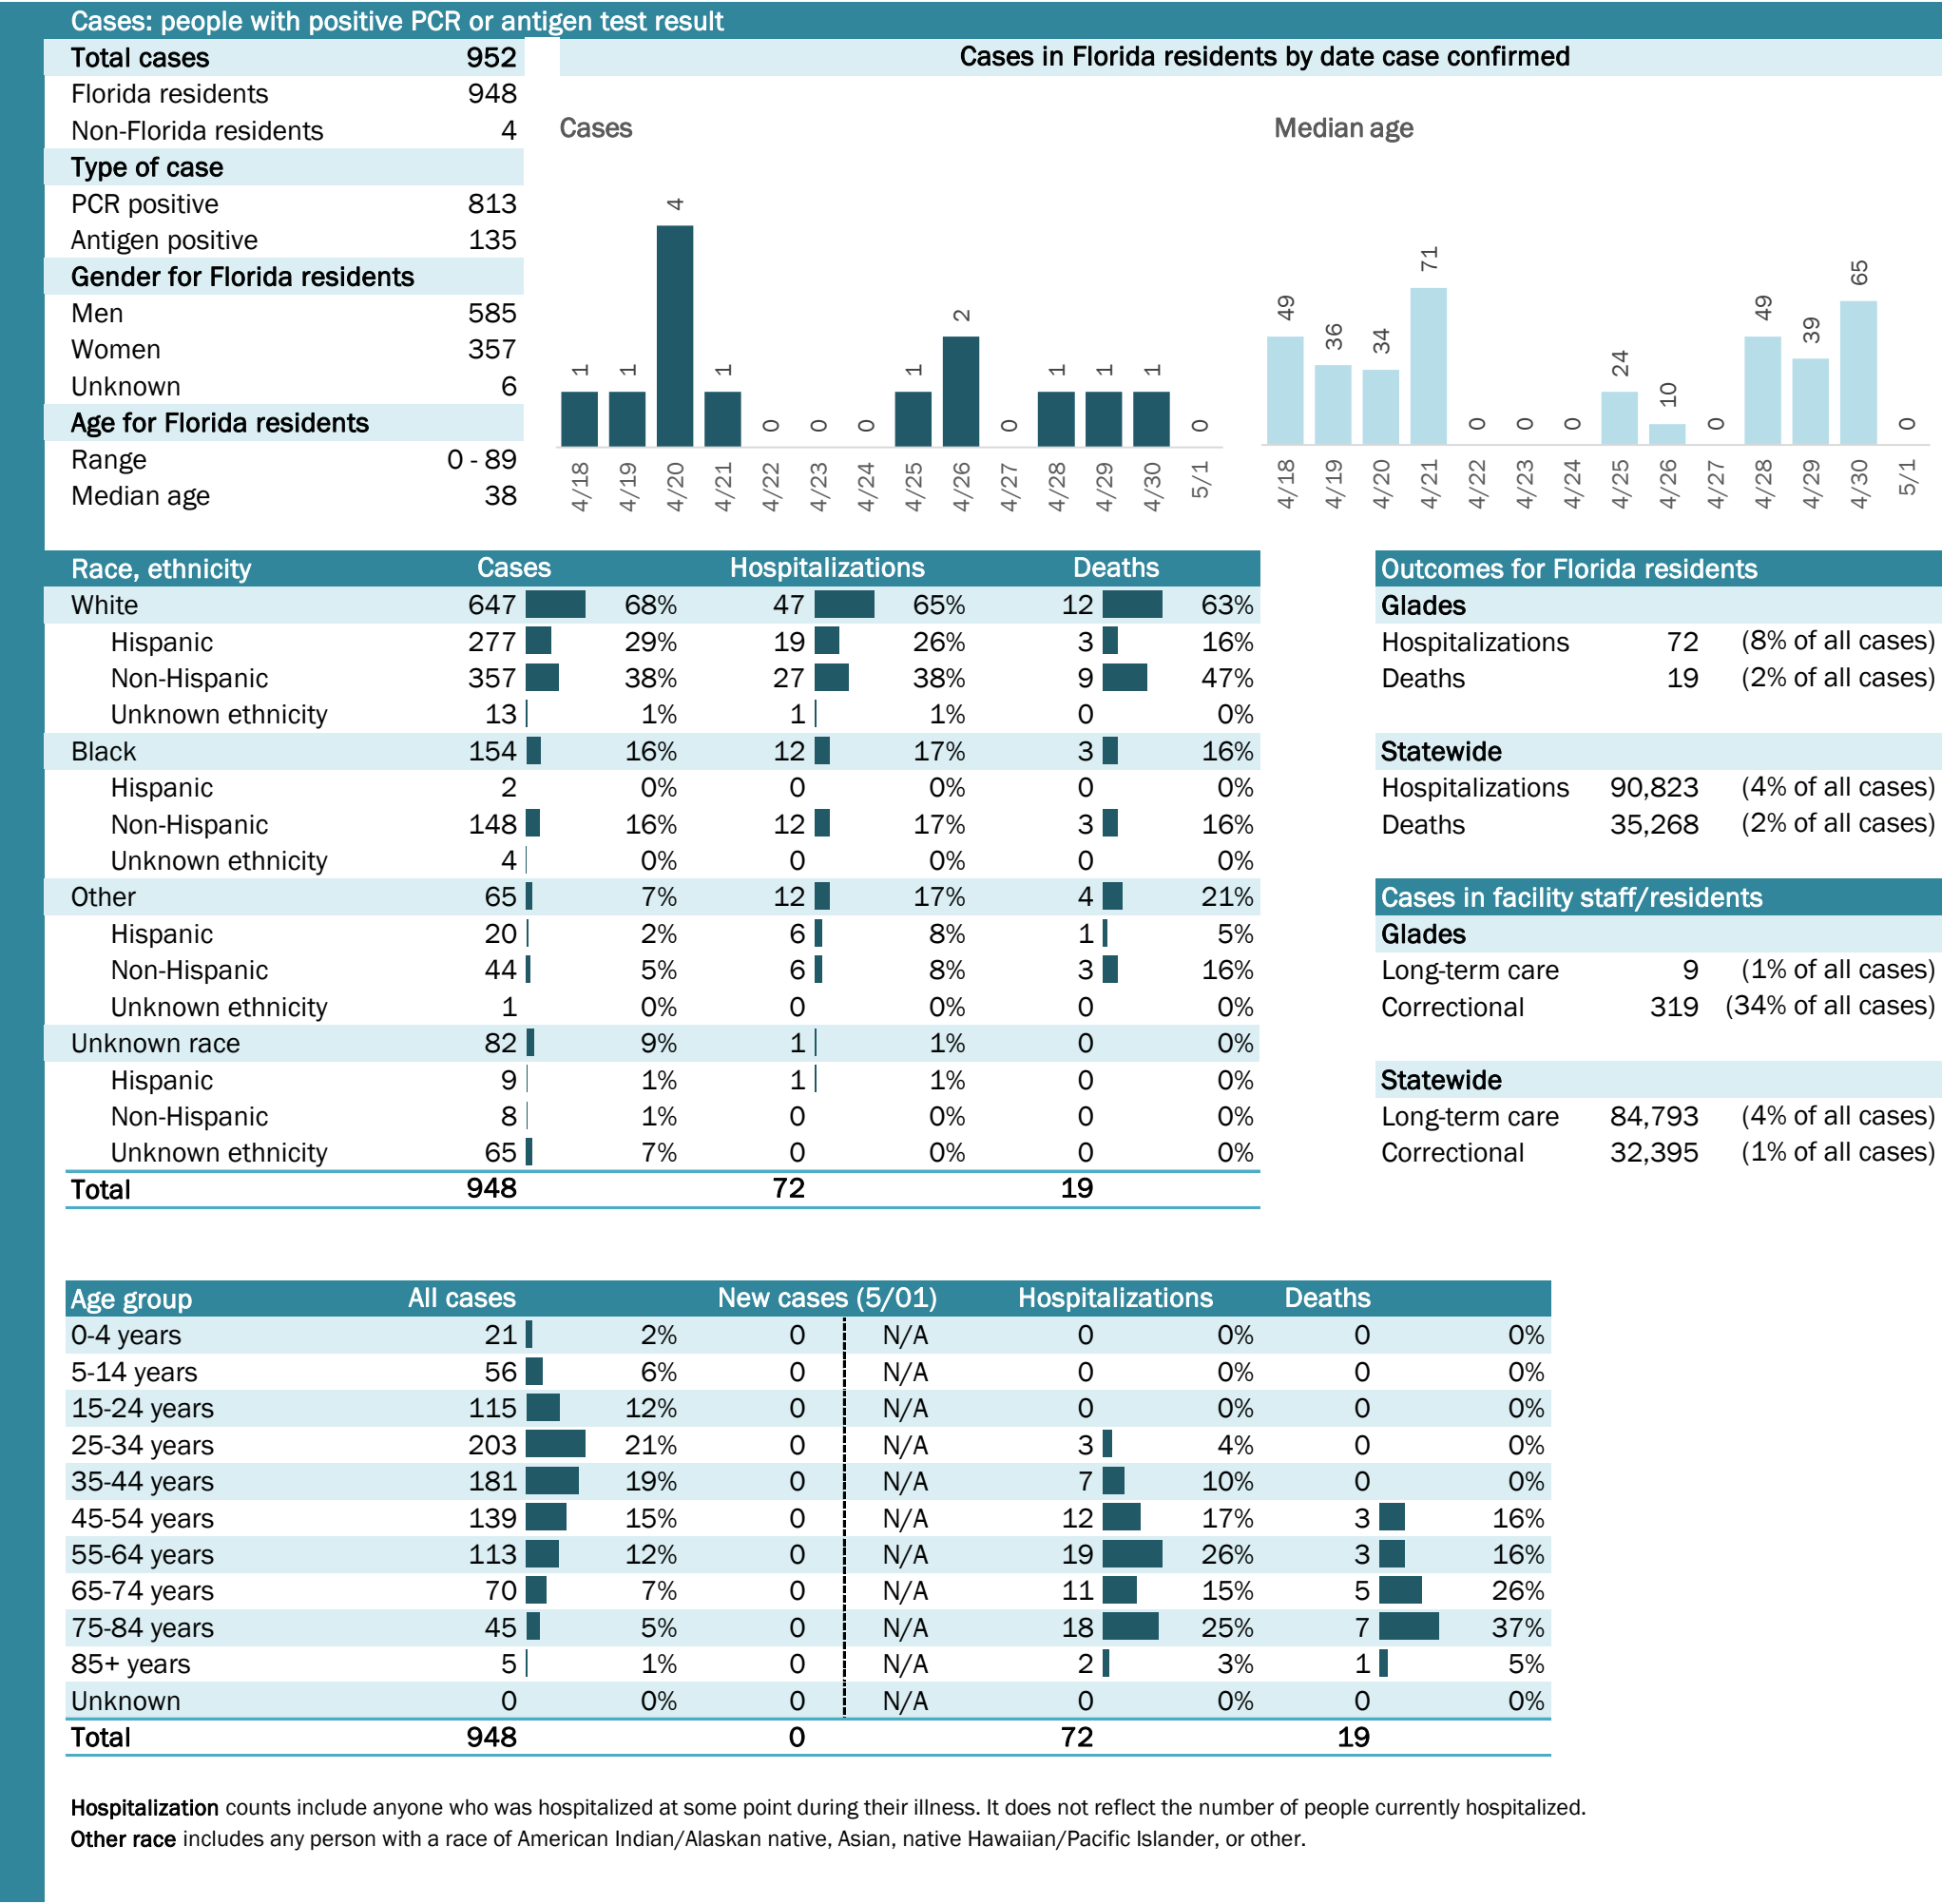 Cases: people with positive PCR or antigen test result
Total cases 952
Florida residents 948
Non-Florida residents 4
Type of case
PCR positive 813
Antigen positive 135
Gender for Florida residents
Men 585
Women 357
Unknown 6
Age for Florida residents
Range 0 - 89
Median age 38
Cases in Florida residents by date case confirmed
Cases
1 1 4 1 0 0 0 1 2 0 1 1 1 0
4/18 4/19 4/20 4/21 4/22 4/23 4/24 4/25 4/26 4/27 4/28 4/29 4/30 5/1
Median age
49 36 34 71 0 0 0 24 10 0 49 39 65 0
4/18 4/19 4/20 4/21 4/22 4/23 4/24 4/25 4/26 4/27 4/28 4/29 4/30 5/1
Race, ethnicity Cases Hospitalizations Deaths
White 647 68% 47 65% 12 63%
Hispanic 277 29% 19 26% 3 16%
Non-Hispanic 357 38% 27 38% 9 47%
Unknown ethnicity 13 1% 1 1% 0 0%
Black 154 16% 12 17% 3 16%
Hispanic 2 0% 0 0% 0 0%
Non-Hispanic 148 16% 12 17% 3 16%
Unknown ethnicity 4 0% 0 0% 0 0%
Other 65 7% 12 17% 4 21%
Hispanic 20 2% 6 8% 1 5%
Non-Hispanic 44 5% 6 8% 3 16%
Unknown ethnicity 1 0% 0 0% 0 0%
Unknown race 82 9% 1 1% 0 0%
Hispanic 9 1% 1 1% 0 0%
Non-Hispanic 8 1% 0 0% 0 0%
Unknown ethnicity 65 7% 0 0% 0 0%
Total 948 72 19
Outcomes for Florida residents
Glades
Hospitalizations 72 (8% of all cases)
Deaths 19 (2% of all cases)
Statewide
Hospitalizations 90,823 (4% of all cases)
Deaths 35,268 (2% of all cases)
Cases in facility staff/residents
Glades
Long-term care 9 (1% of all cases)
Correctional 319 (34% of all cases)
Statewide
Long-term care 84,793 (4% of all cases)
Correctional 32,395 (1% of all cases)
Age group All cases New cases (5/01) Hospitalizations Deaths
0-4 years 21 2% 0 N/A 0 0% 0 0%
5-14 years 56 6% 0 N/A 0 0% 0 0%
15-24 years 115 12% 0 N/A 0 0% 0 0%
25-34 years 203 21% 0 N/A 3 4% 0 0%
35-44 years 181 19% 0 N/A 7 10% 0 0%
45-54 years 139 15% 0 N/A 12 17% 3 16%
55-64 years 113 12% 0 N/A 19 26% 3 16%
65-74 years 70 7% 0 N/A 11 15% 5 26%
75-84 years 45 5% 0 N/A 18 25% 7 37%
85+ years 5 1% 0 N/A 2 3% 1 5%
Unknown 0 0% 0 N/A 0 0% 0 0%
Total 948 0 72 19
Hospitalization counts include anyone who was hospitalized at some point during their illness. It does not reflect the number of people currently hospitalized.
Other race includes any person with a race of American Indian/Alaskan native, Asian, native Hawaiian/Pacific Islander, or other.